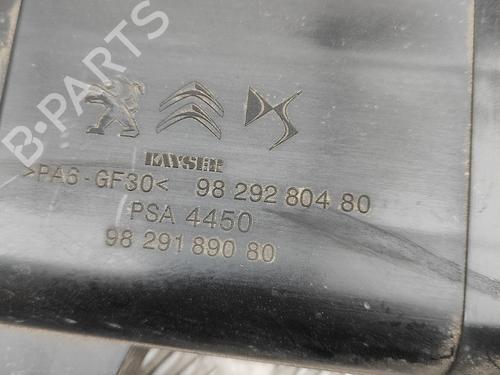 B-PARTS
KAYSER
>PA6-GF30< 98 292 804 80
PSA 4450
98 291 890 80